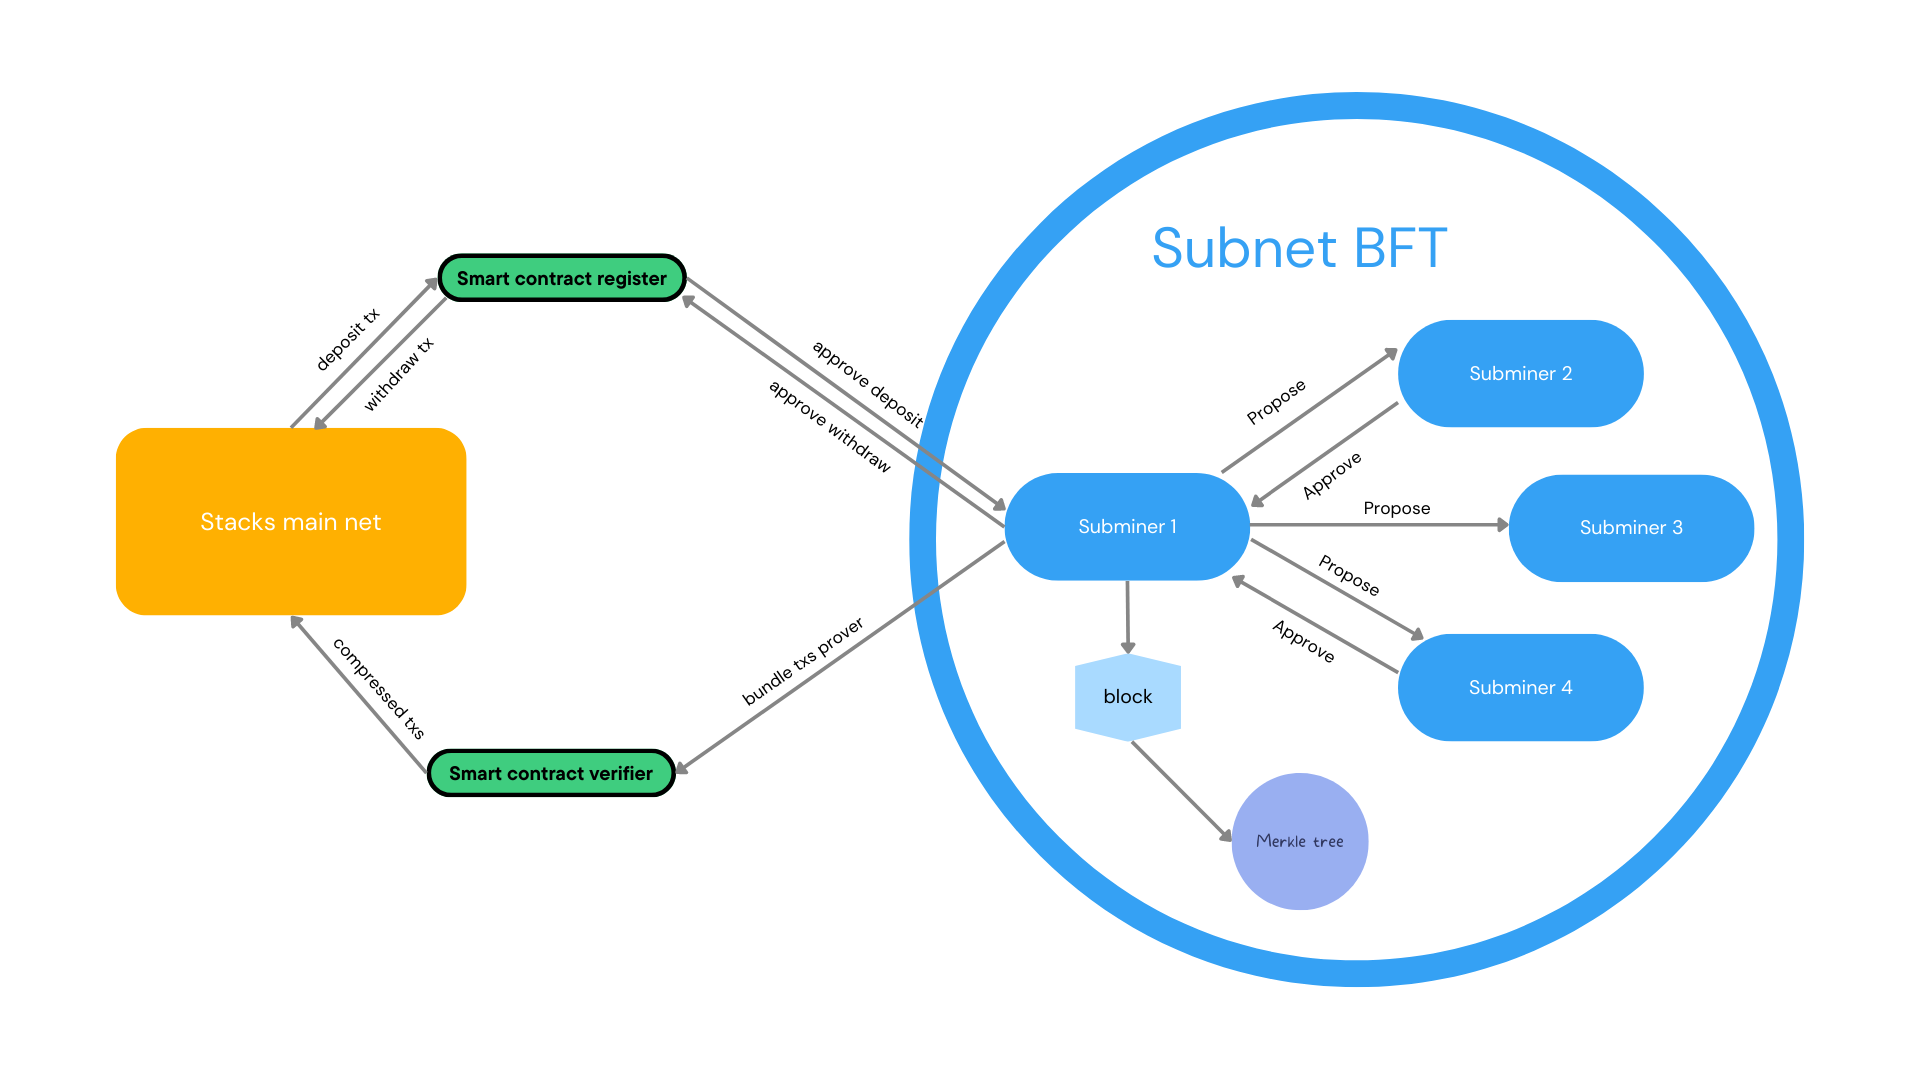 Subnet BFT
Smart contract register
deposit tx
withdraw tx
approve deposit
approve withdraw
Stacks main net
Subminer 1
Propose
Approve
Subminer 2
Propose
Subminer 3
Propose
Approve
Subminer 4
block
Merkle tree
bundle txs prover
compressed txs
Smart contract verifier